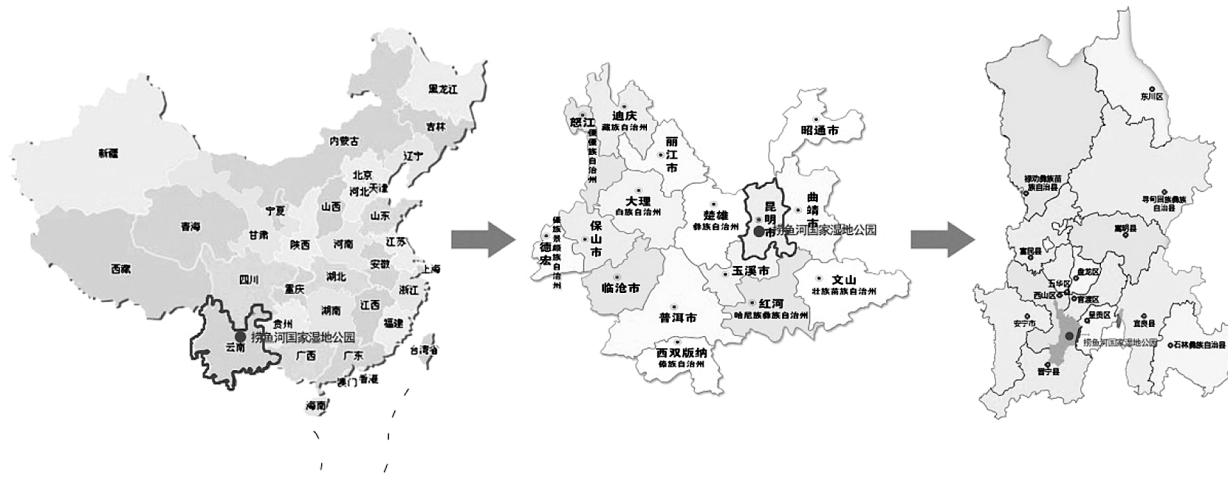 黑龙江
吉林
内蒙古
新疆
辽宁
北京
天津
河北
山西
宁夏
山东
青海
甘肃
陕西
河南
江苏
西藏
安徽
上海
四川
湖北
重庆
浙江
湖南
江西
贵州
福建
云南
捞鱼河国家湿地公园
广西
广东
台湾省
澳门
香港
海南
迪庆
藏族自治州
怒江
傈僳族自治州
昭通市
丽江市
大理
白族自治州
楚雄
彝族自治州
昆明市
曲靖市
捞鱼河国家湿地公园
保山市
德宏
傣族景颇族自治州
玉溪市
临沧市
文山
壮族苗族自治州
红河
哈尼族彝族自治州
普洱市
西双版纳
傣族自治州
东川区
禄劝彝族苗
族自治县
寻甸回族彝族
自治县
嵩明县
富民县
盘龙区
五华区
西山区
官渡区
呈贡区
安宁市
宜良县
捞鱼河国家湿地公园
石林彝族自治县
晋宁县